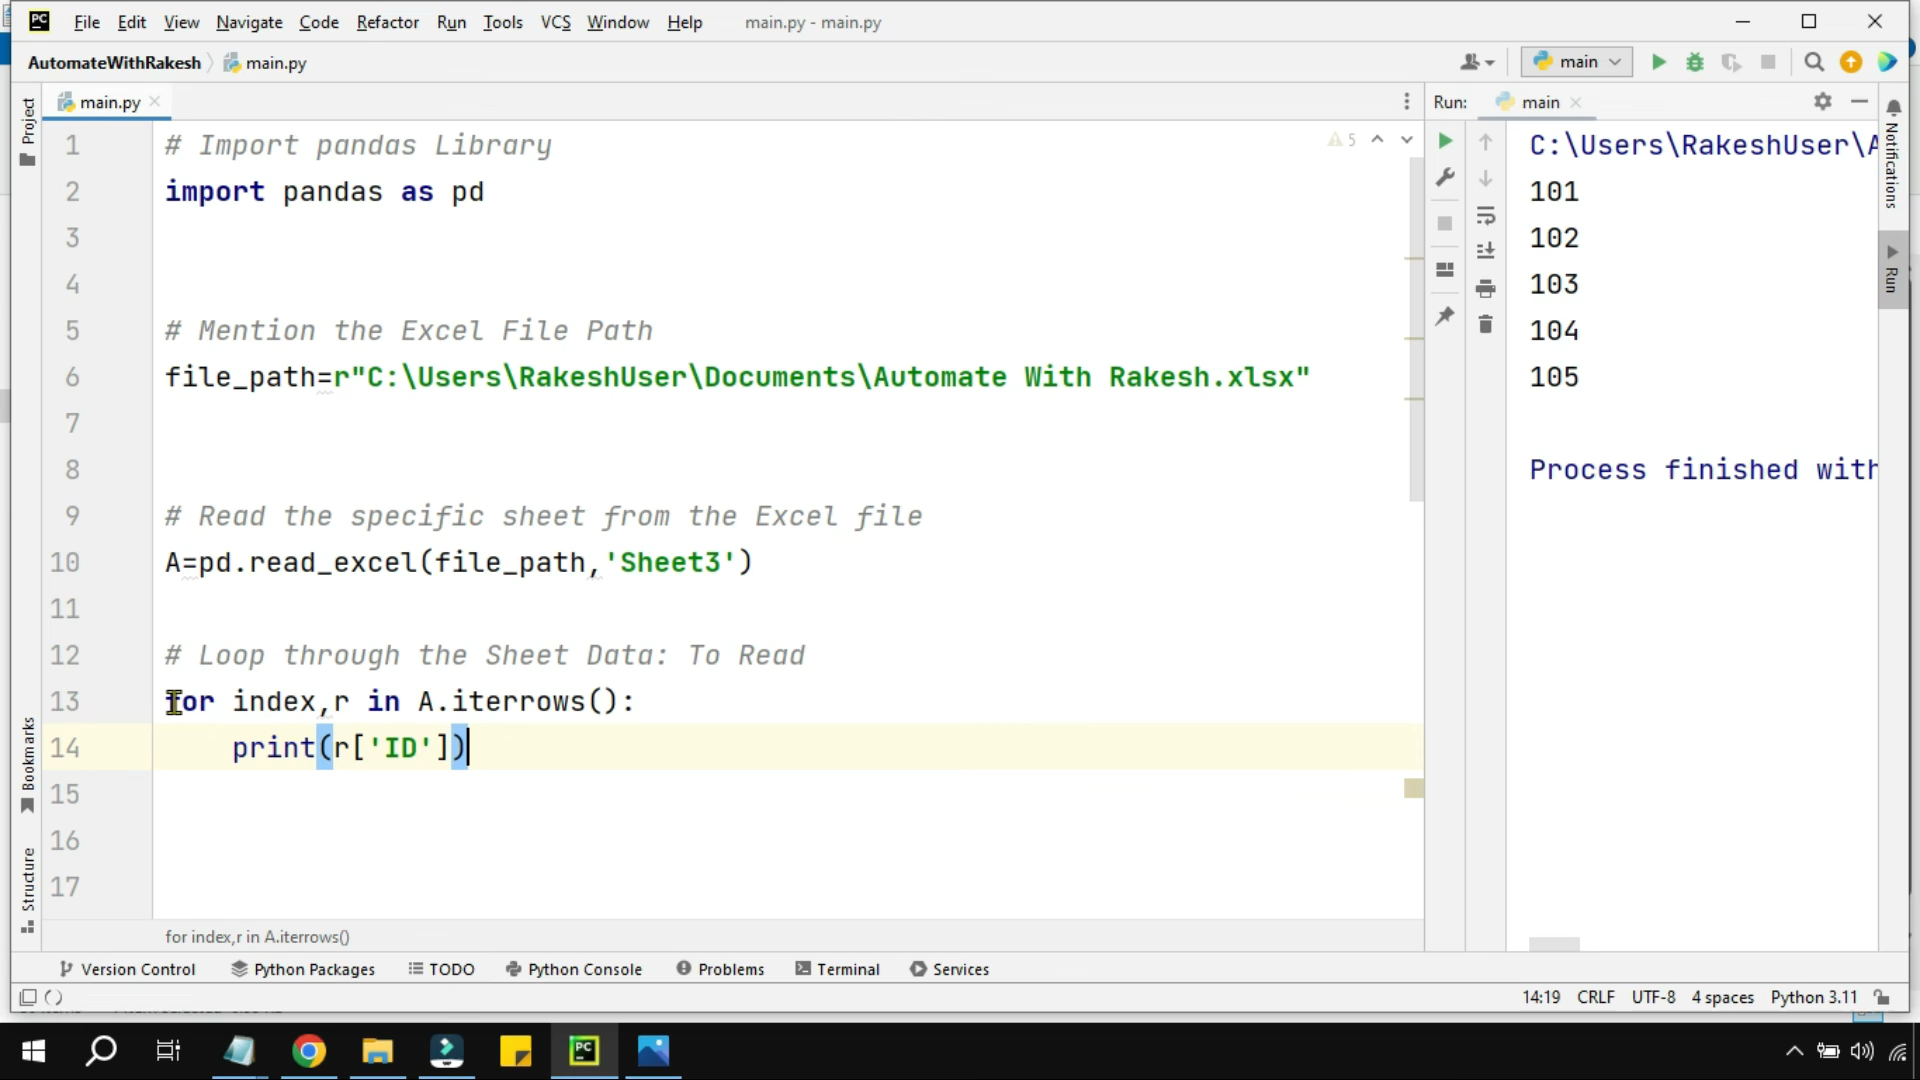 File Edit View Navigate Code Refactor Run Tools VCS Window Help main.py - main.py
AutomateWithRakesh main.py main
main.py Run: main
Project
Bookmarks
Structure
1 # Import pandas Library
2 import pandas as pd
3
4
5 # Mention the Excel File Path
6 file_path=r"C:\Users\RakeshUser\Documents\Automate With Rakesh.xlsx"
7
8
9 # Read the specific sheet from the Excel file
10 A=pd.read_excel(file_path,'Sheet3')
11
12 # Loop through the Sheet Data: To Read
13 for index,r in A.iterrows():
14 print(r['ID'])
15
16
17
5
for index,r in A.iterrows()
C:\Users\RakeshUser\A
101
102
103
104
105
Process finished with
Notifications
Run
Version Control Python Packages TODO Python Console Problems Terminal Services
14:19 CRLF UTF-8 4 spaces Python 3.11